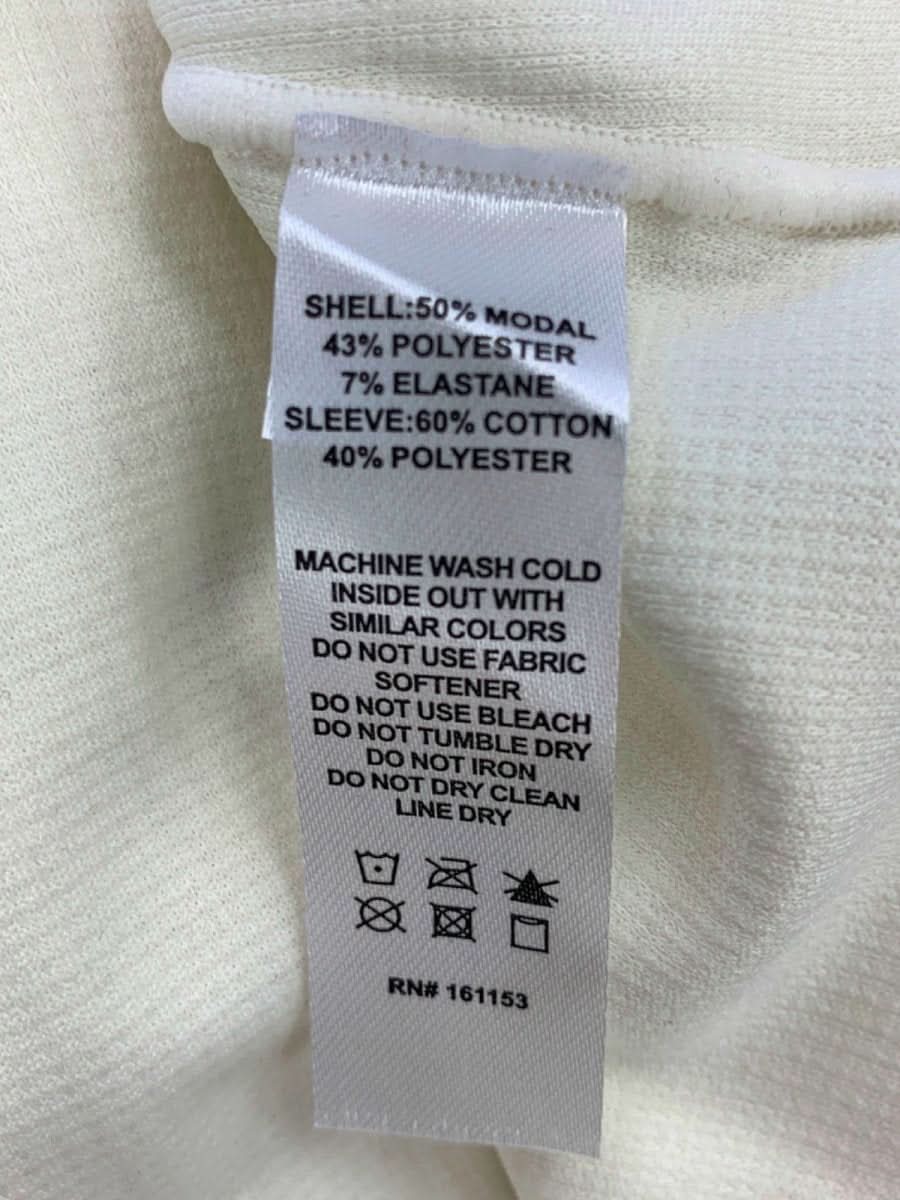 SHELL:50% MODAL
43% POLYESTER
7% ELASTANE
SLEEVE:60% COTTON
40% POLYESTER
MACHINE WASH COLD
INSIDE OUT WITH
SIMILAR COLORS
DO NOT USE FABRIC
SOFTENER
DO NOT USE BLEACH
DO NOT TUMBLE DRY
DO NOT IRON
DO NOT DRY CLEAN
LINE DRY
RN# 161153